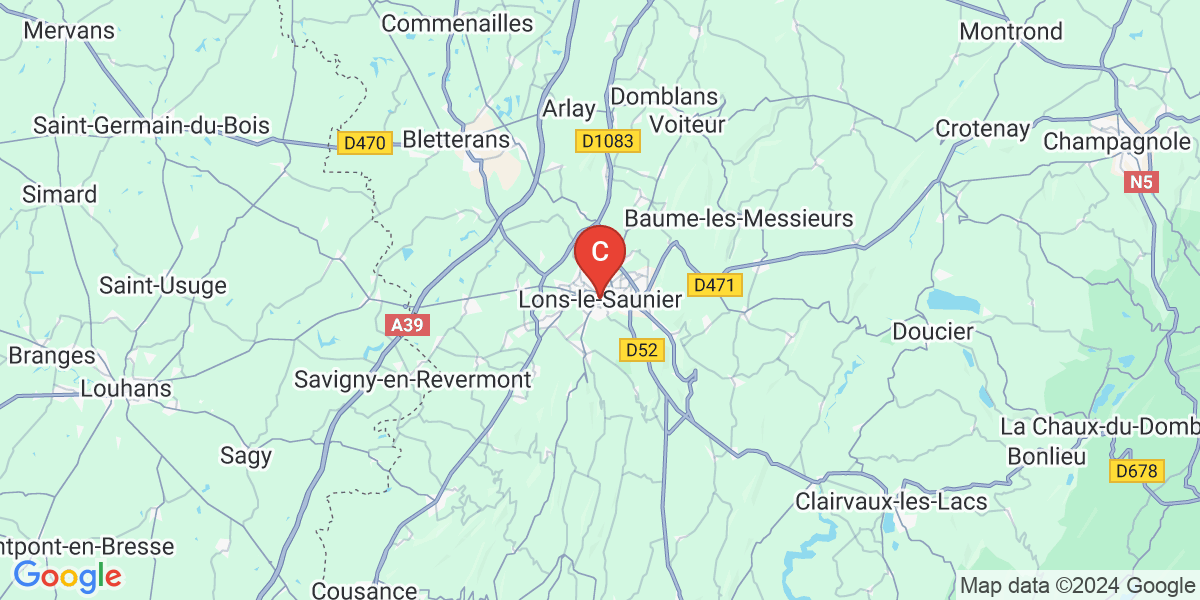 Commenailles
Mervans
Montrond
Arlay
Domblans
Voiteur
Saint-Germain-du-Bois
D470
Bletterans
D1083
Crotenay
Champagnole
N5
Simard
Baume-les-Messieurs
C
Saint-Usuge
D471
Lons-le-Saunier
A39
Doucier
D52
Branges
Louhans
Savigny-en-Revermont
La Chaux-du-Domb
Sagy
Bonlieu
D678
Clairvaux-les-Lacs
ntpont-en-Bresse
Google
Cousance
Map data ©2024 Google